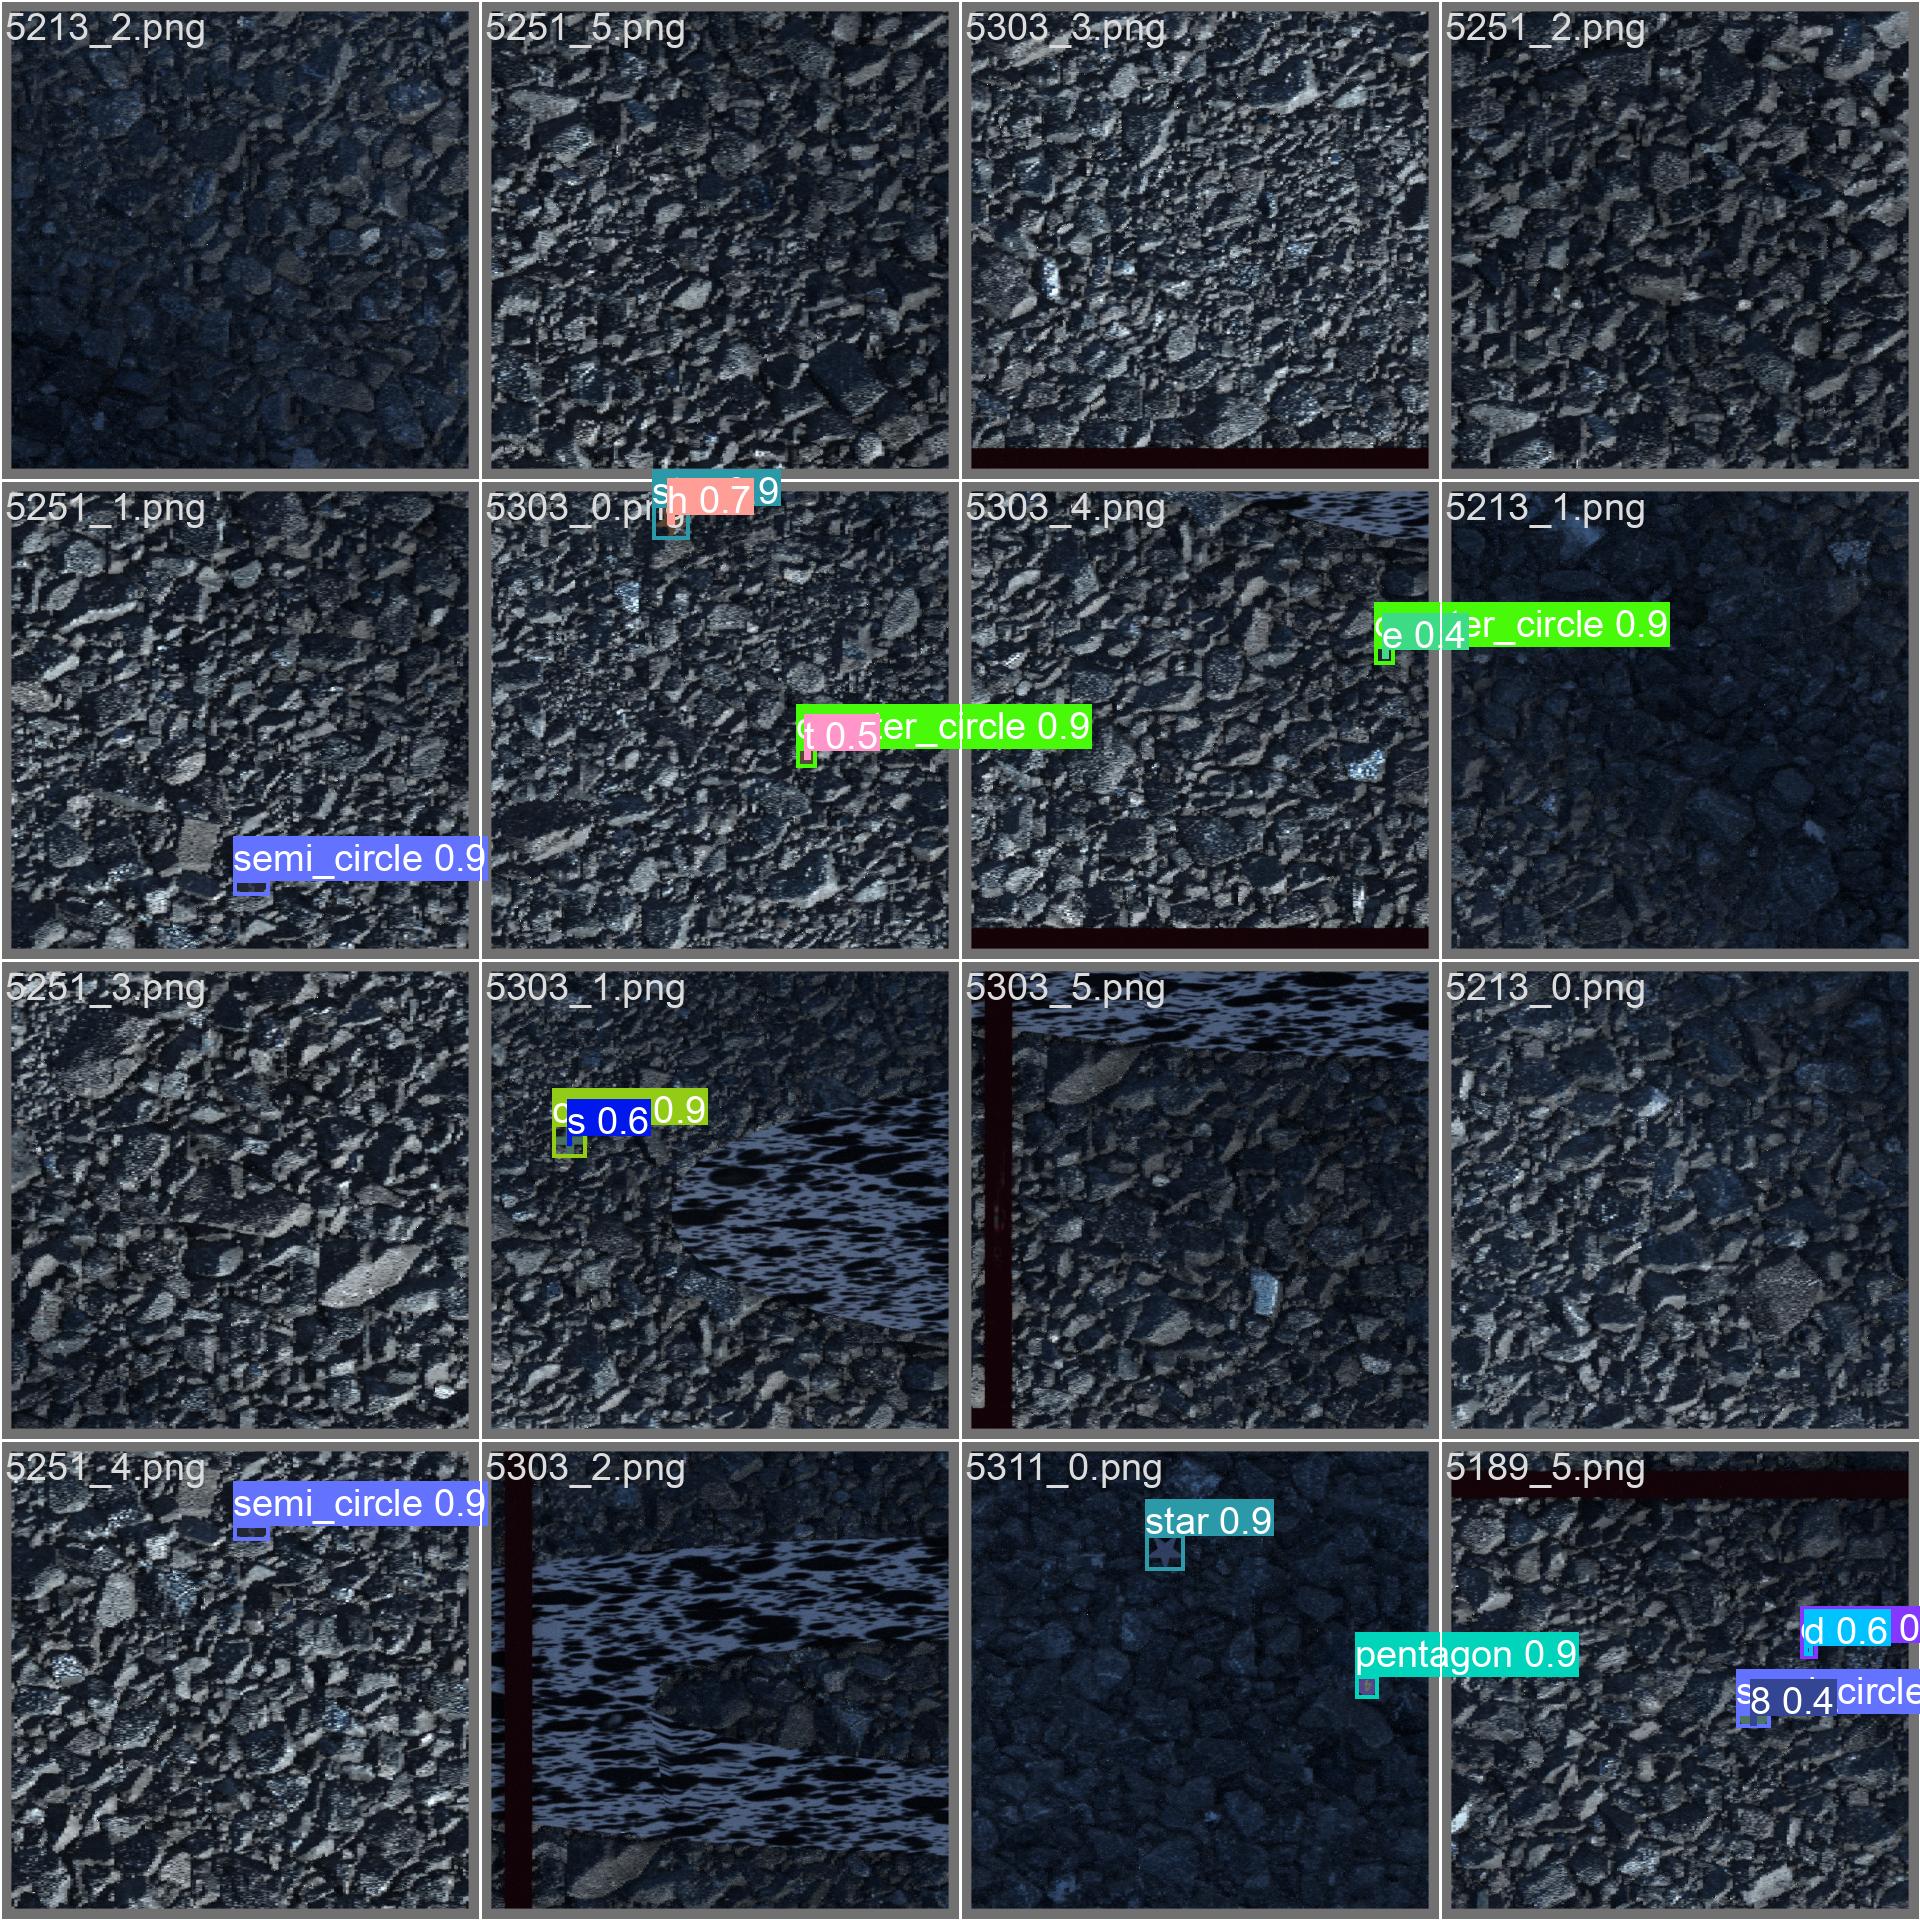 5213_2.png
5251_5.png
5303_3.png
5251_2.png
5251_1.png
5303_0.png
9
h 0.7
5303_4.png
5213_1.png
er_circle 0.9
e 0.4
ter_circle 0.9
t 0.5
semi_circle 0.9
5251_3.png
5303_1.png
5303_5.png
5213_0.png
0.9
s 0.6
5251_4.png
5303_2.png
5311_0.png
5189_5.png
semi_circle 0.9
star 0.9
d 0.6
0
pentagon 0.9
s
8 0.4
circle